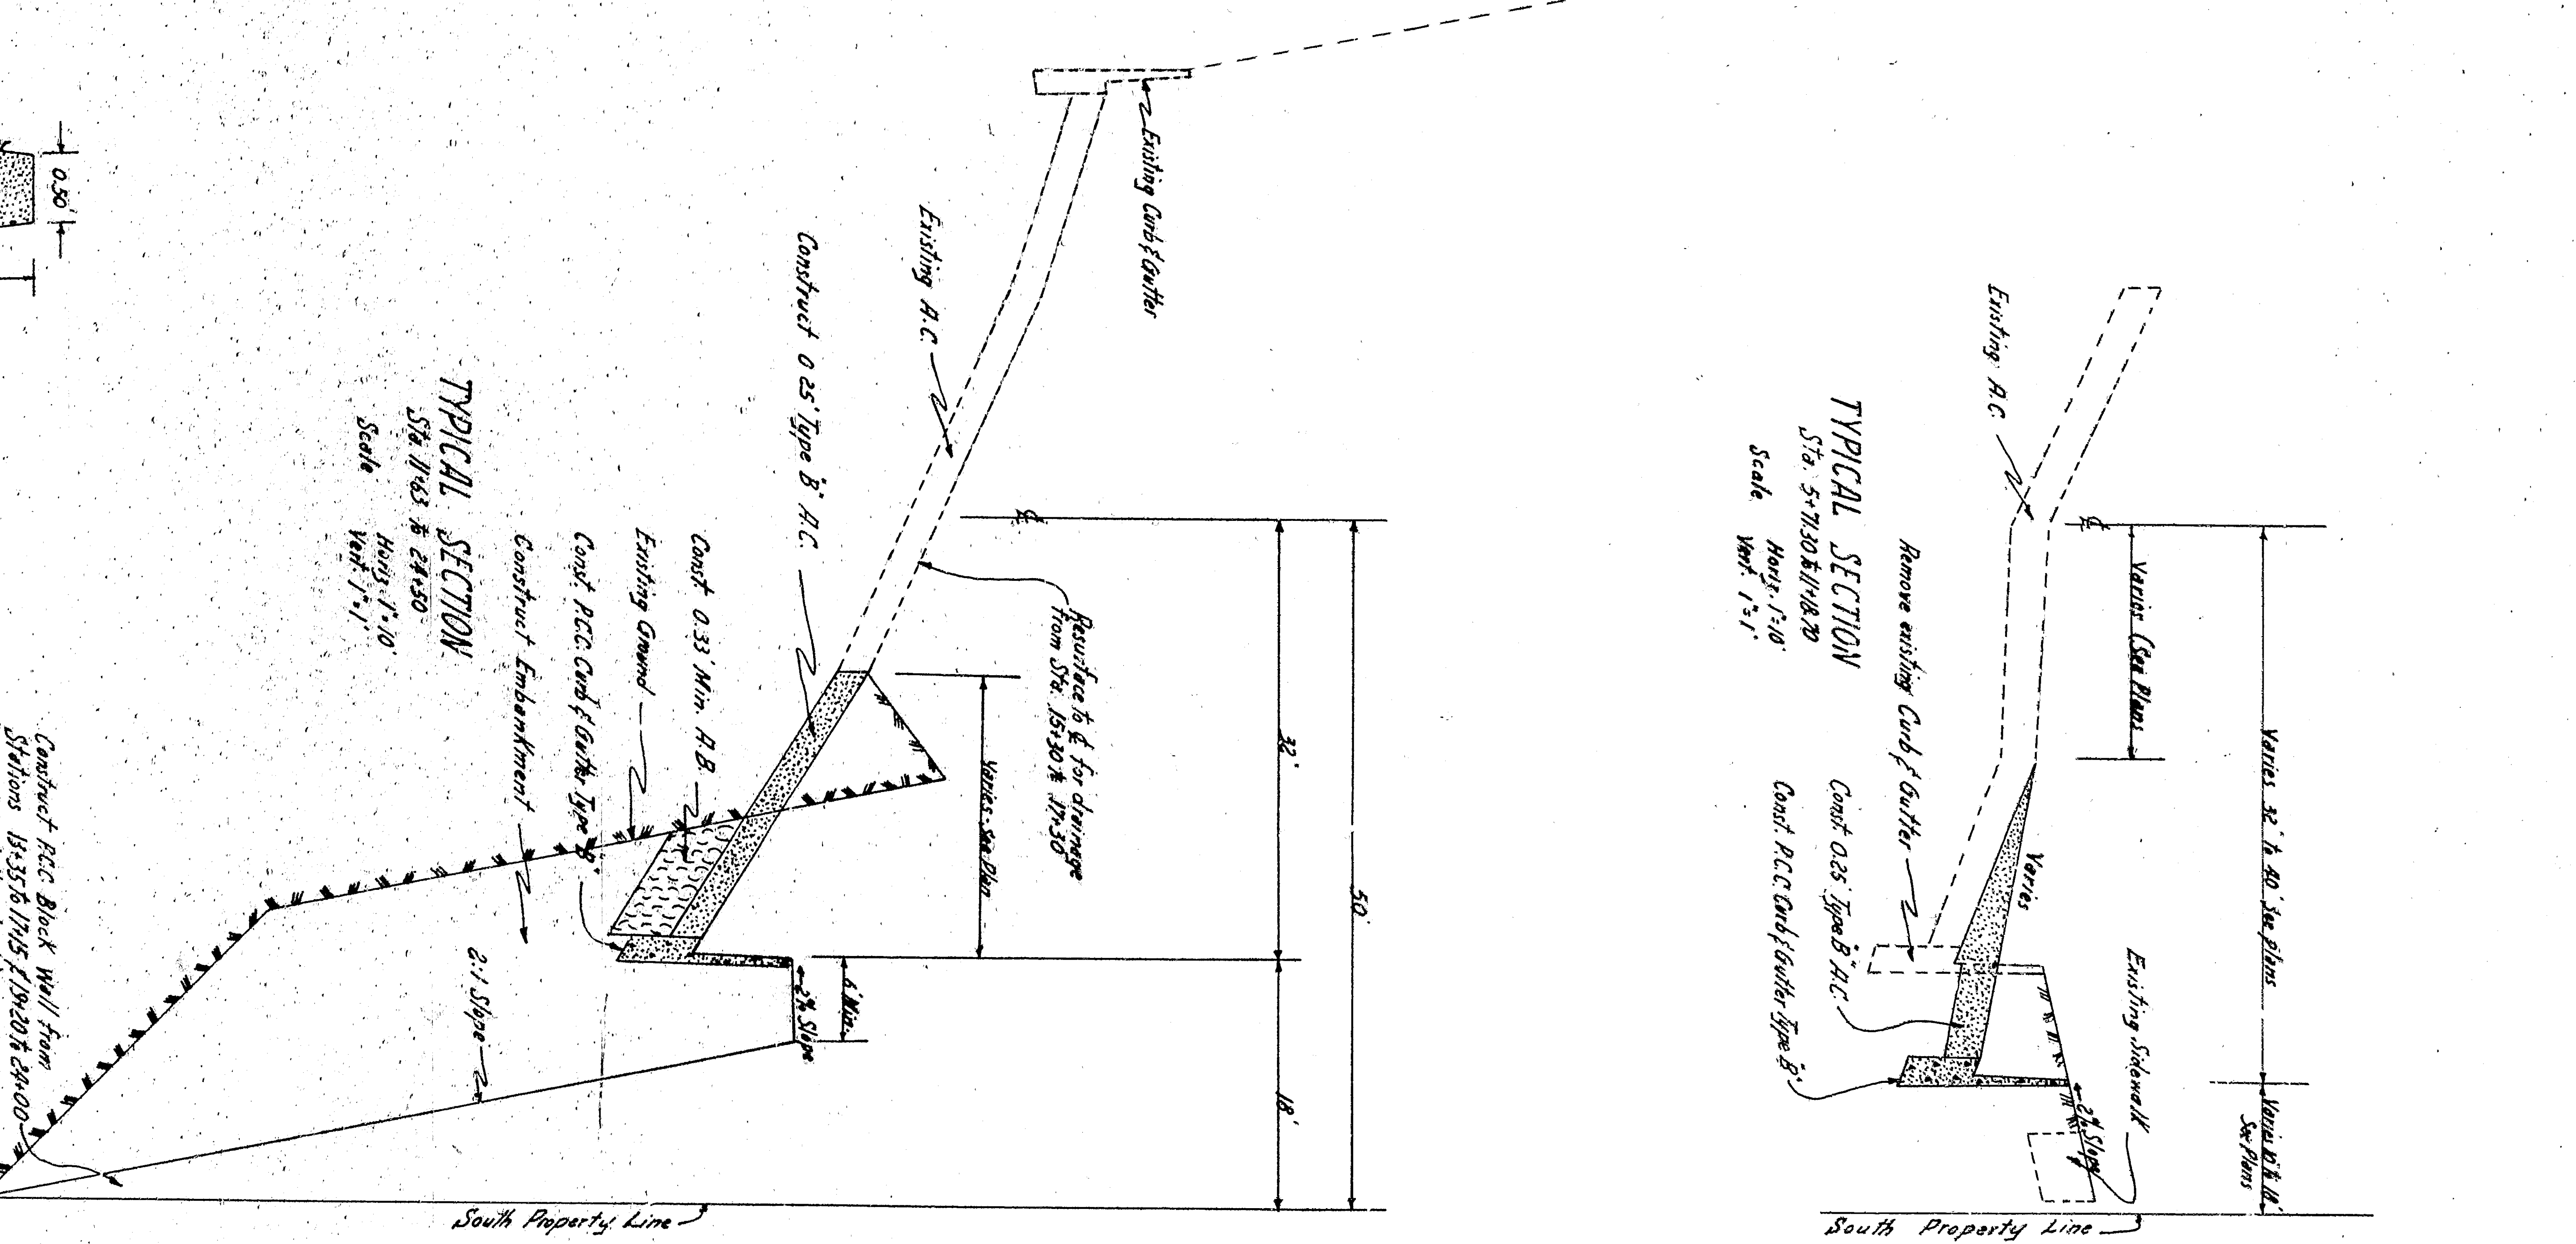 0.50'
Existing Curb & Gutter
Existing A.C.
Construct 0.25' Type "B" A.C.
Const. 0.33' Min. A.B.
Existing Ground
Const. P.C.C. Curb & Gutter Type "B"
Construct Embankment
Resurface to ℄ for drainage
from Sta. 15+30 to 17+30
℄
32'
50'
18'
Varies-See Plan
6' Min.
2% Slope
2:1 Slope
Construct P.C.C. Block Wall from
Stations 13+35 to 17+15 & 19+20 to 24+00
South Property Line
TYPICAL SECTION
Sta. 11+63 to 24+50
Scale
Horiz. 1"=10'
Vert. 1"=1'
Existing A.C.
℄
Varies (See Plans
Varies 32' to 40' See plans
Varies 10' to 18'
See Plans
Remove existing Curb & Gutter
Const. 0.25' Type "B" A.C.
Const. P.C.C. Curb & Gutter Type "B"
Varies
Existing Sidewalk
2% Slope
South Property Line
TYPICAL SECTION
Sta. 5+71.30 to 11+18.70
Scale
Horiz. 1"=10'
Vert. 1"=1'